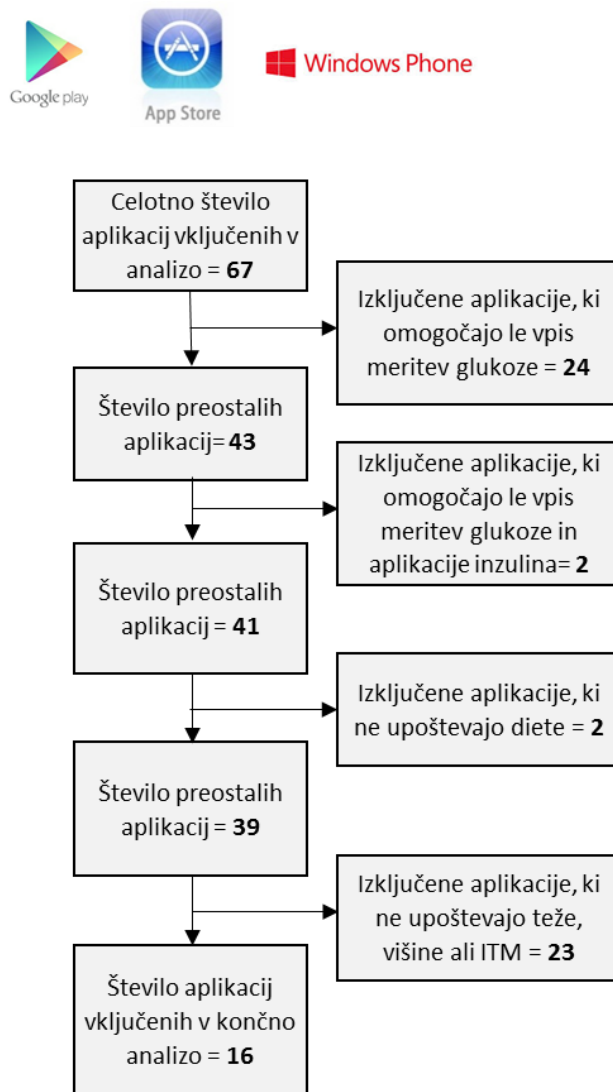 Google play
App Store
Windows Phone
Celotno število
aplikacij vključenih v
analizo = 67
Izključene aplikacije, ki
omogočajo le vpis
meritev glukoze = 24
Število preostalih
aplikacij= 43
Izključene aplikacije, ki
omogočajo le vpis
meritev glukoze in
aplikacije inzulina= 2
Število preostalih
aplikacij = 41
Izključene aplikacije, ki
ne upoštevajo diete = 2
Število preostalih
aplikacij = 39
Izključene aplikacije, ki
ne upoštevajo teže,
višine ali ITM = 23
Število aplikacij
vključenih v končno
analizo = 16